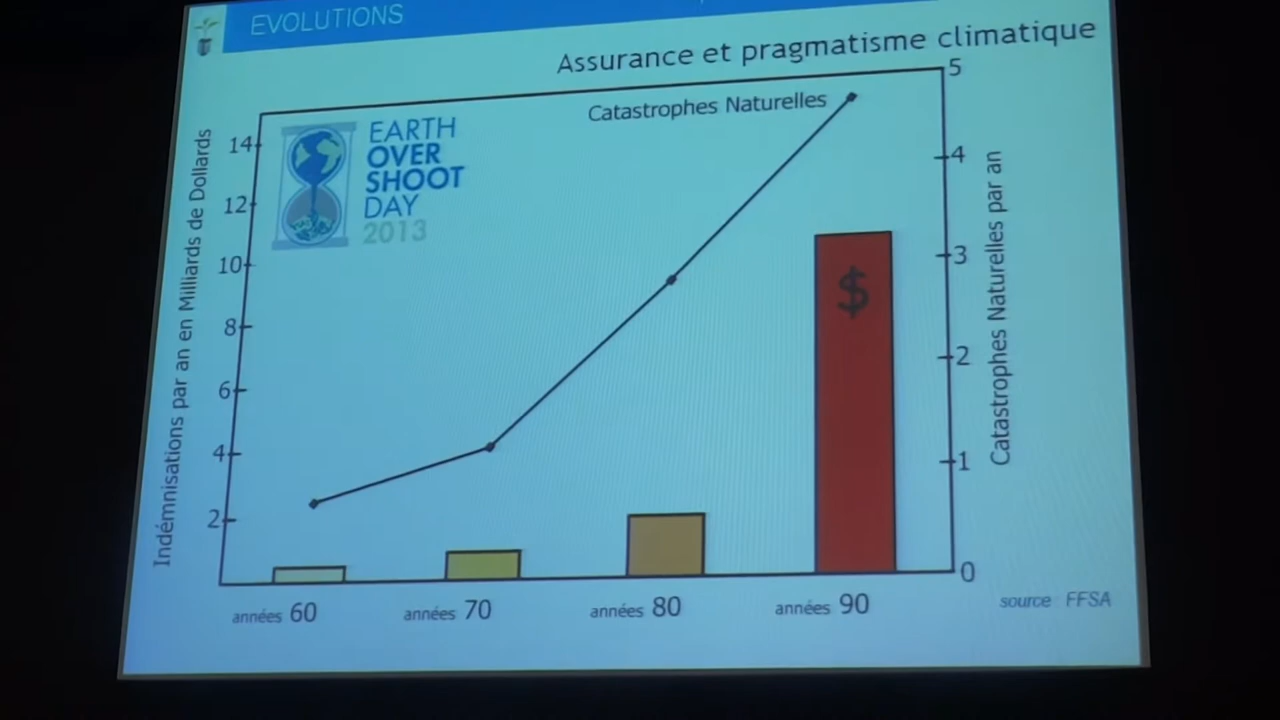 EVOLUTIONS
Assurance et pragmatisme climatique
Catastrophes Naturelles
EARTH
OVER
SHOOT
DAY
2013
Indémnisations par an en Milliards de Dollards
14
12
10
8
6
4
2
5
4
3
2
1
0
Catastrophes Naturelles par an
$
années 60
années 70
années 80
années 90
source FFSA